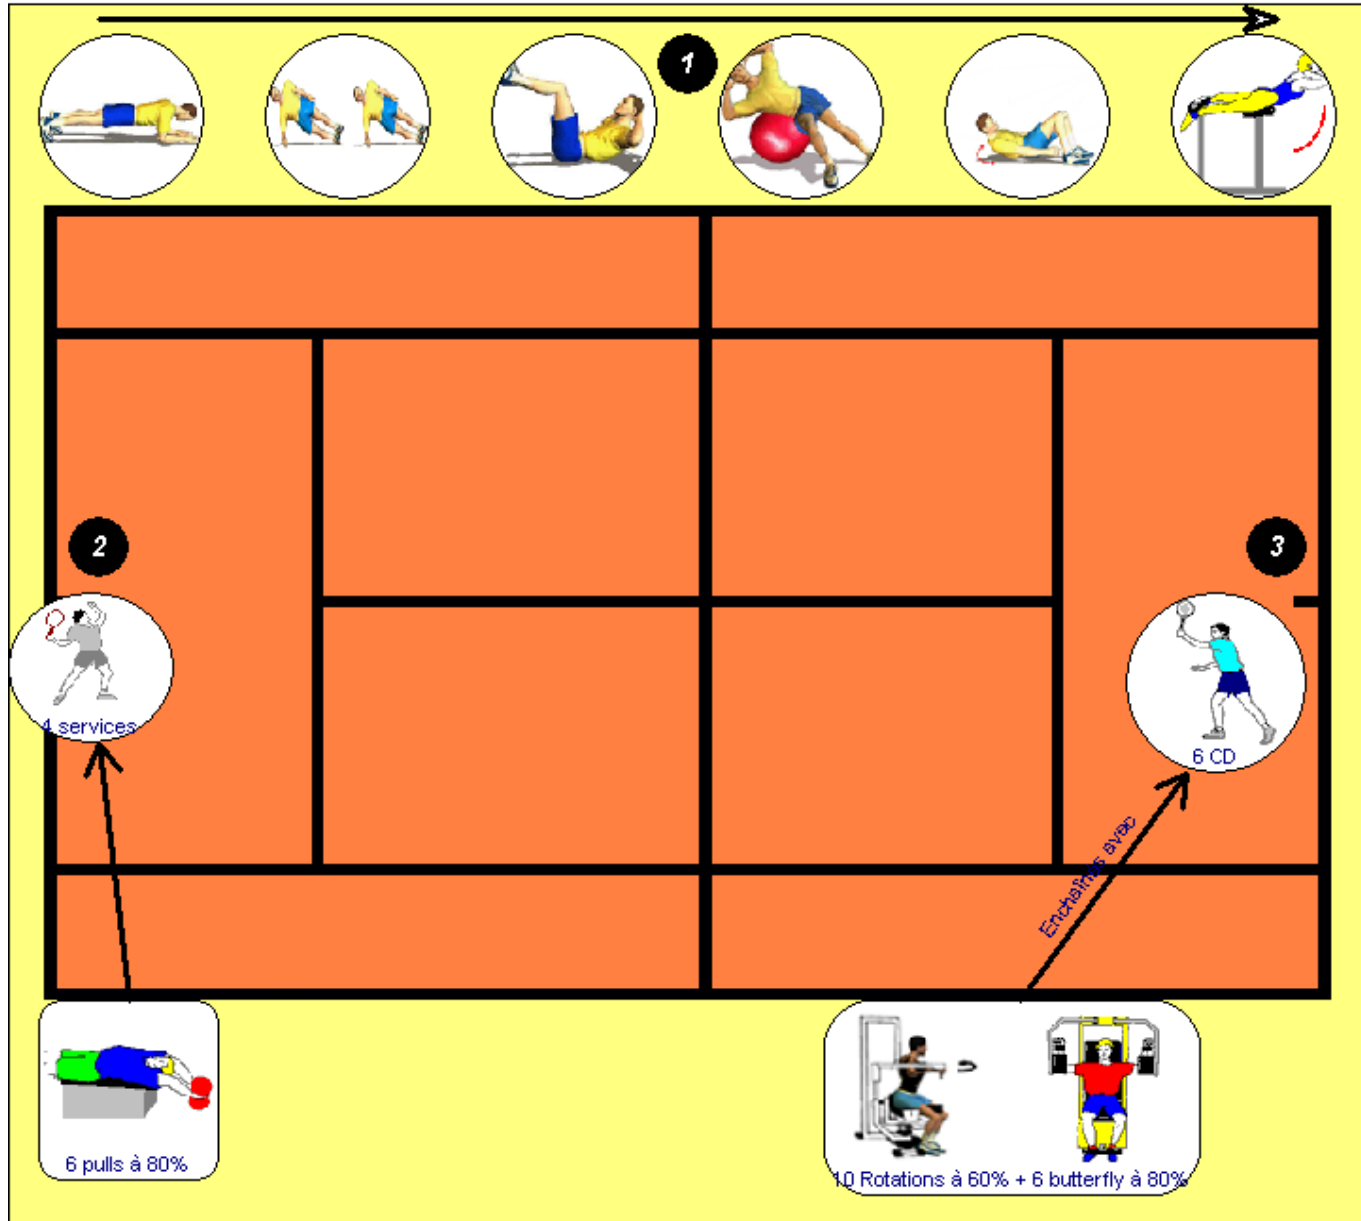 1
2
3
4 services
6 CD
Enchaînés avec
6 pulls à 80%
10 Rotations à 60% + 6 butterfly à 80%